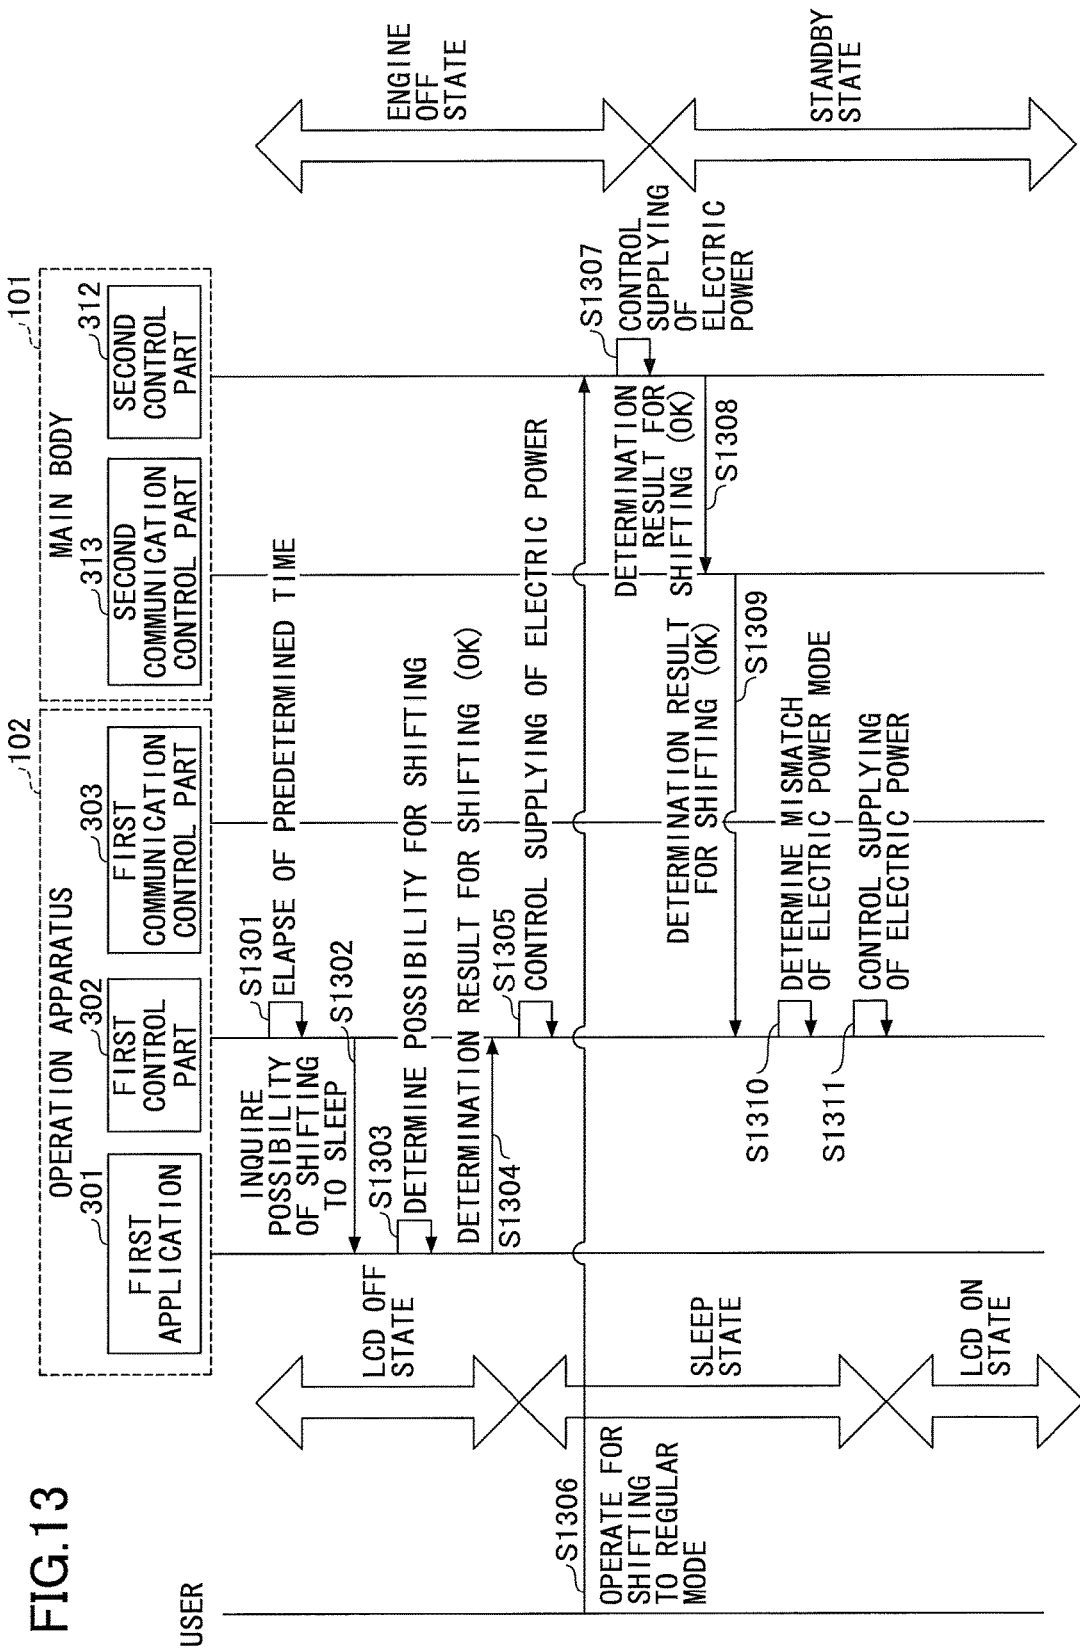 FIG.13
USER
102
OPERATION APPARATUS
301
FIRST
APPLICATION
302
FIRST
CONTROL
PART
303
FIRST
COMMUNICATION
CONTROL PART
101
MAIN BODY
313
SECOND
COMMUNICATION
CONTROL PART
312
SECOND
CONTROL
PART
S1301
ELAPSE OF PREDETERMINED TIME
INQUIRE
POSSIBILITY
OF SHIFTING
TO SLEEP
S1302
S1303
DETERMINE POSSIBILITY FOR SHIFTING
DETERMINATION RESULT FOR SHIFTING (OK)
S1304
S1305
CONTROL SUPPLYING OF ELECTRIC POWER
S1306
OPERATE FOR
SHIFTING
TO REGULAR
MODE
S1307
CONTROL
SUPPLYING
OF
ELECTRIC
POWER
DETERMINATION
RESULT FOR
SHIFTING (OK)
S1308
DETERMINATION RESULT
FOR SHIFTING (OK)
S1309
S1310
DETERMINE MISMATCH
OF ELECTRIC POWER MODE
S1311
CONTROL SUPPLYING
OF ELECTRIC POWER
LCD OFF
STATE
SLEEP
STATE
LCD ON
STATE
ENGINE
OFF
STATE
STANDBY
STATE